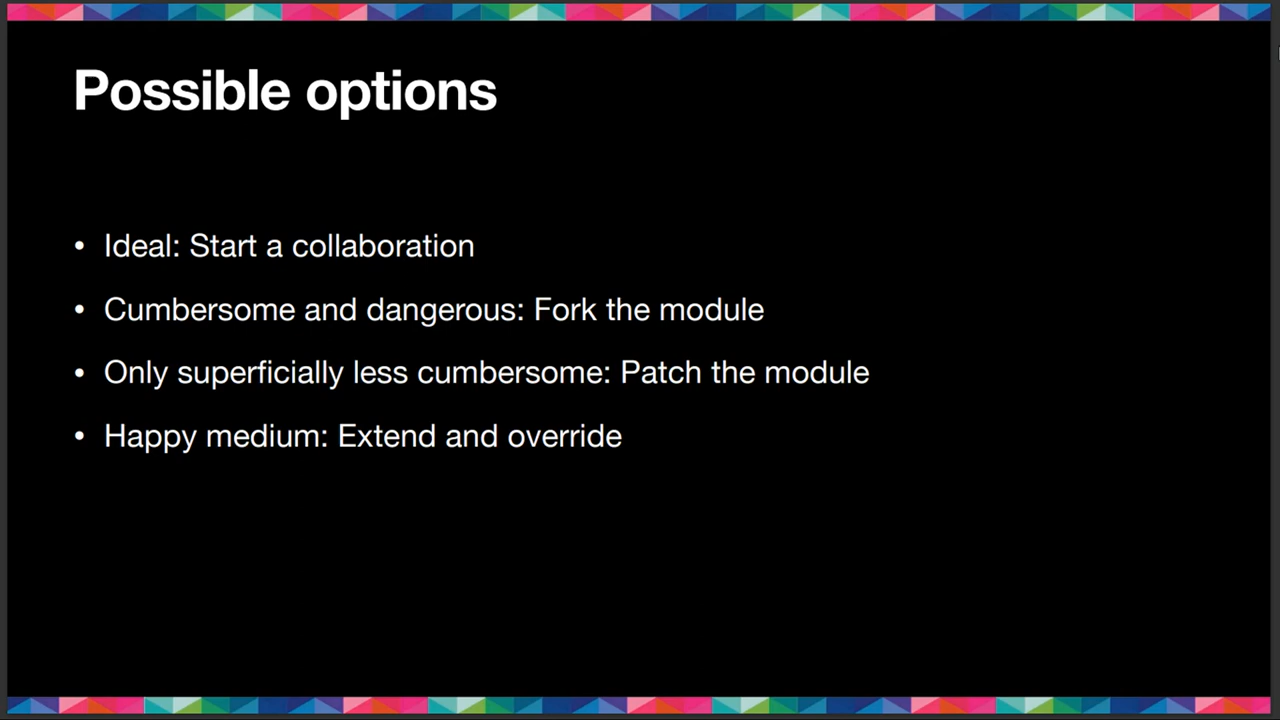 Possible options
• Ideal: Start a collaboration
• Cumbersome and dangerous: Fork the module
• Only superficially less cumbersome: Patch the module
• Happy medium: Extend and override